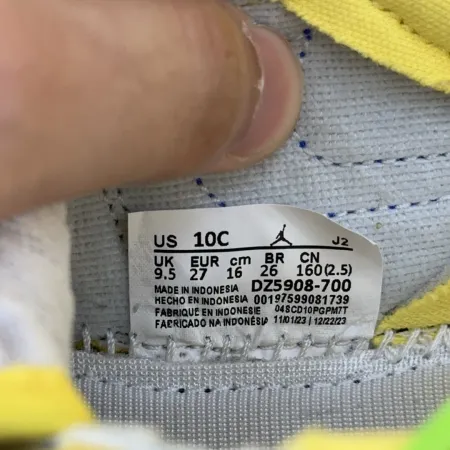 US 10C J2
UK EUR cm BR CN
9.5 27 16 26 160(2.5)
MADE IN INDONESIA DZ5908-700
HECHO EN INDONESIA 00197599081739
FABRIQUÉ EN INDONESIE 04SCD10PGPM7T
FABRICADO NA INDONÉSIA 11/01/23 | 12/22/23